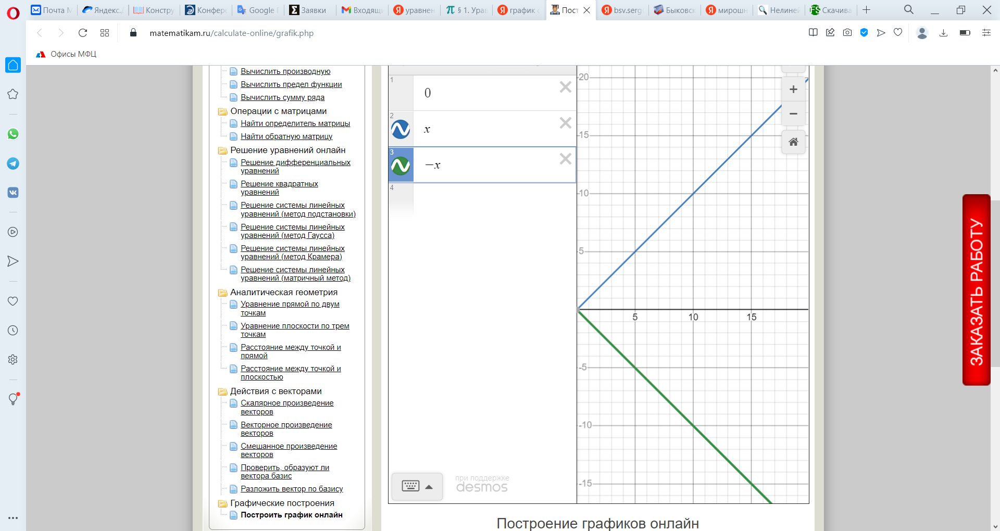 Почта М
Яндекс.
Констру
Конфер
Google
Заявки
Входящи
уравнен
§ 1. Урав
график
Пост
bsv.serg
Быковск
мирошн
Нелиней
Скачива
matematikam.ru/calculate-online/grafik.php
Офисы МФЦ
Вычислить производную
Вычислить предел функции
Вычислить сумму ряда
Операции с матрицами
Найти определитель матрицы
Найти обратную матрицу
Решение уравнений онлайн
Решение дифференциальных
уравнений
Решение квадратных
уравнений
Решение системы линейных
уравнений (метод подстановки)
Решение системы линейных
уравнений (метод Гаусса)
Решение системы линейных
уравнений (метод Крамера)
Решение системы линейных
уравнений (матричный метод)
Аналитическая геометрия
Уравнение прямой по двум
точкам
Уравнение плоскости по трем
точкам
Расстояние между точкой и
прямой
Расстояние между точкой и
плоскостью
Действия с векторами
Скалярное произведение
векторов
Векторное произведение
векторов
Смешанное произведение
векторов
Проверить, образуют ли
вектора базис
Разложить вектор по базису
Графические построения
Построить график онлайн
1
0
2
x
3
−x
4
при поддержке
desmos
20
15
10
5
5
10
15
-5
-10
-15
Построение графиков онлайн
ЗАКАЗАТЬ РАБОТУ